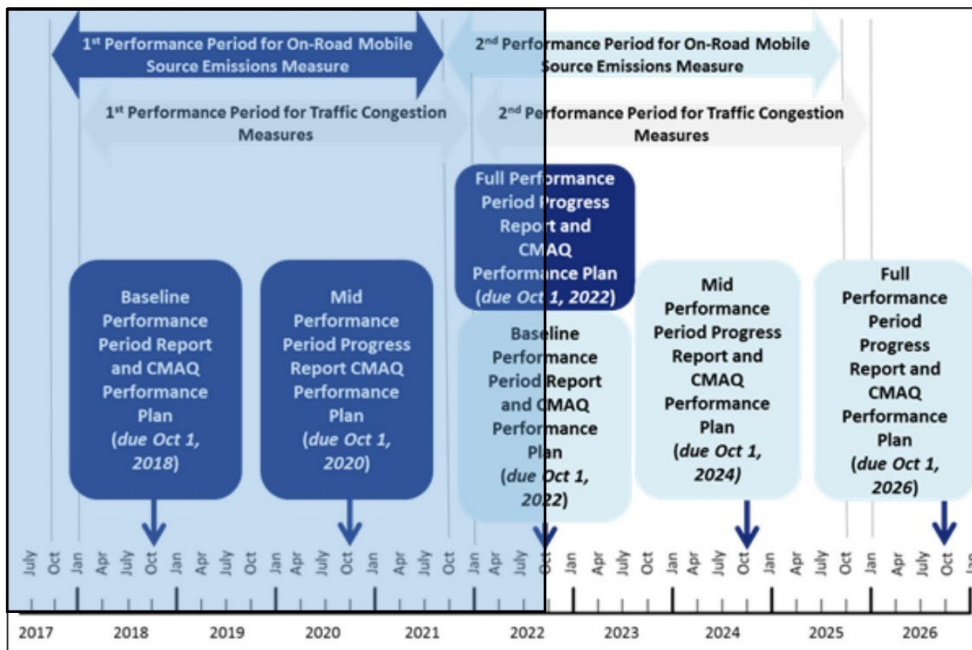 1st Performance Period for On-Road Mobile
Source Emissions Measure
2nd Performance Period for On-Road Mobile
Source Emissions Measure
1st Performance Period for Traffic Congestion
Measures
2nd Performance Period for Traffic Congestion
Measures
Full Performance
Period Progress
Report and
CMAQ
Performance Plan
(due Oct 1, 2022)
Baseline
Performance
Period Report
and CMAQ
Performance
Plan
(due Oct 1,
2018)
Mid
Performance
Period Progress
Report CMAQ
Performance
Plan
(due Oct 1,
2020)
Baseline
Performance
Period Report
and CMAQ
Performance
Plan
(due Oct 1,
2022)
Mid
Performance
Period Progress
Report and
CMAQ
Performance
Plan
(due Oct 1,
2024)
Full
Performance
Period
Progress
Report and
CMAQ
Performance
Plan (due
Oct 1,
2026)
July Oct Jan Apr July Oct Jan Apr July Oct Jan Apr July Oct Jan Apr July Oct Jan Apr July Oct Jan Apr July Oct Jan Apr July Oct Jan Apr July Oct Jan Apr July Oct Jan
2017 2018 2019 2020 2021 2022 2023 2024 2025 2026